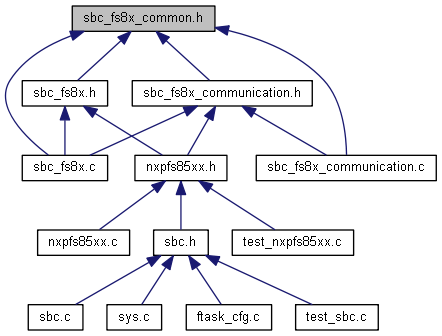 sbc_fs8x_common.h
sbc_fs8x.h
sbc_fs8x_communication.h
sbc_fs8x.c
nxpfs85xx.h
sbc_fs8x_communication.c
nxpfs85xx.c
sbc.h
test_nxpfs85xx.c
sbc.c
sys.c
ftask_cfg.c
test_sbc.c